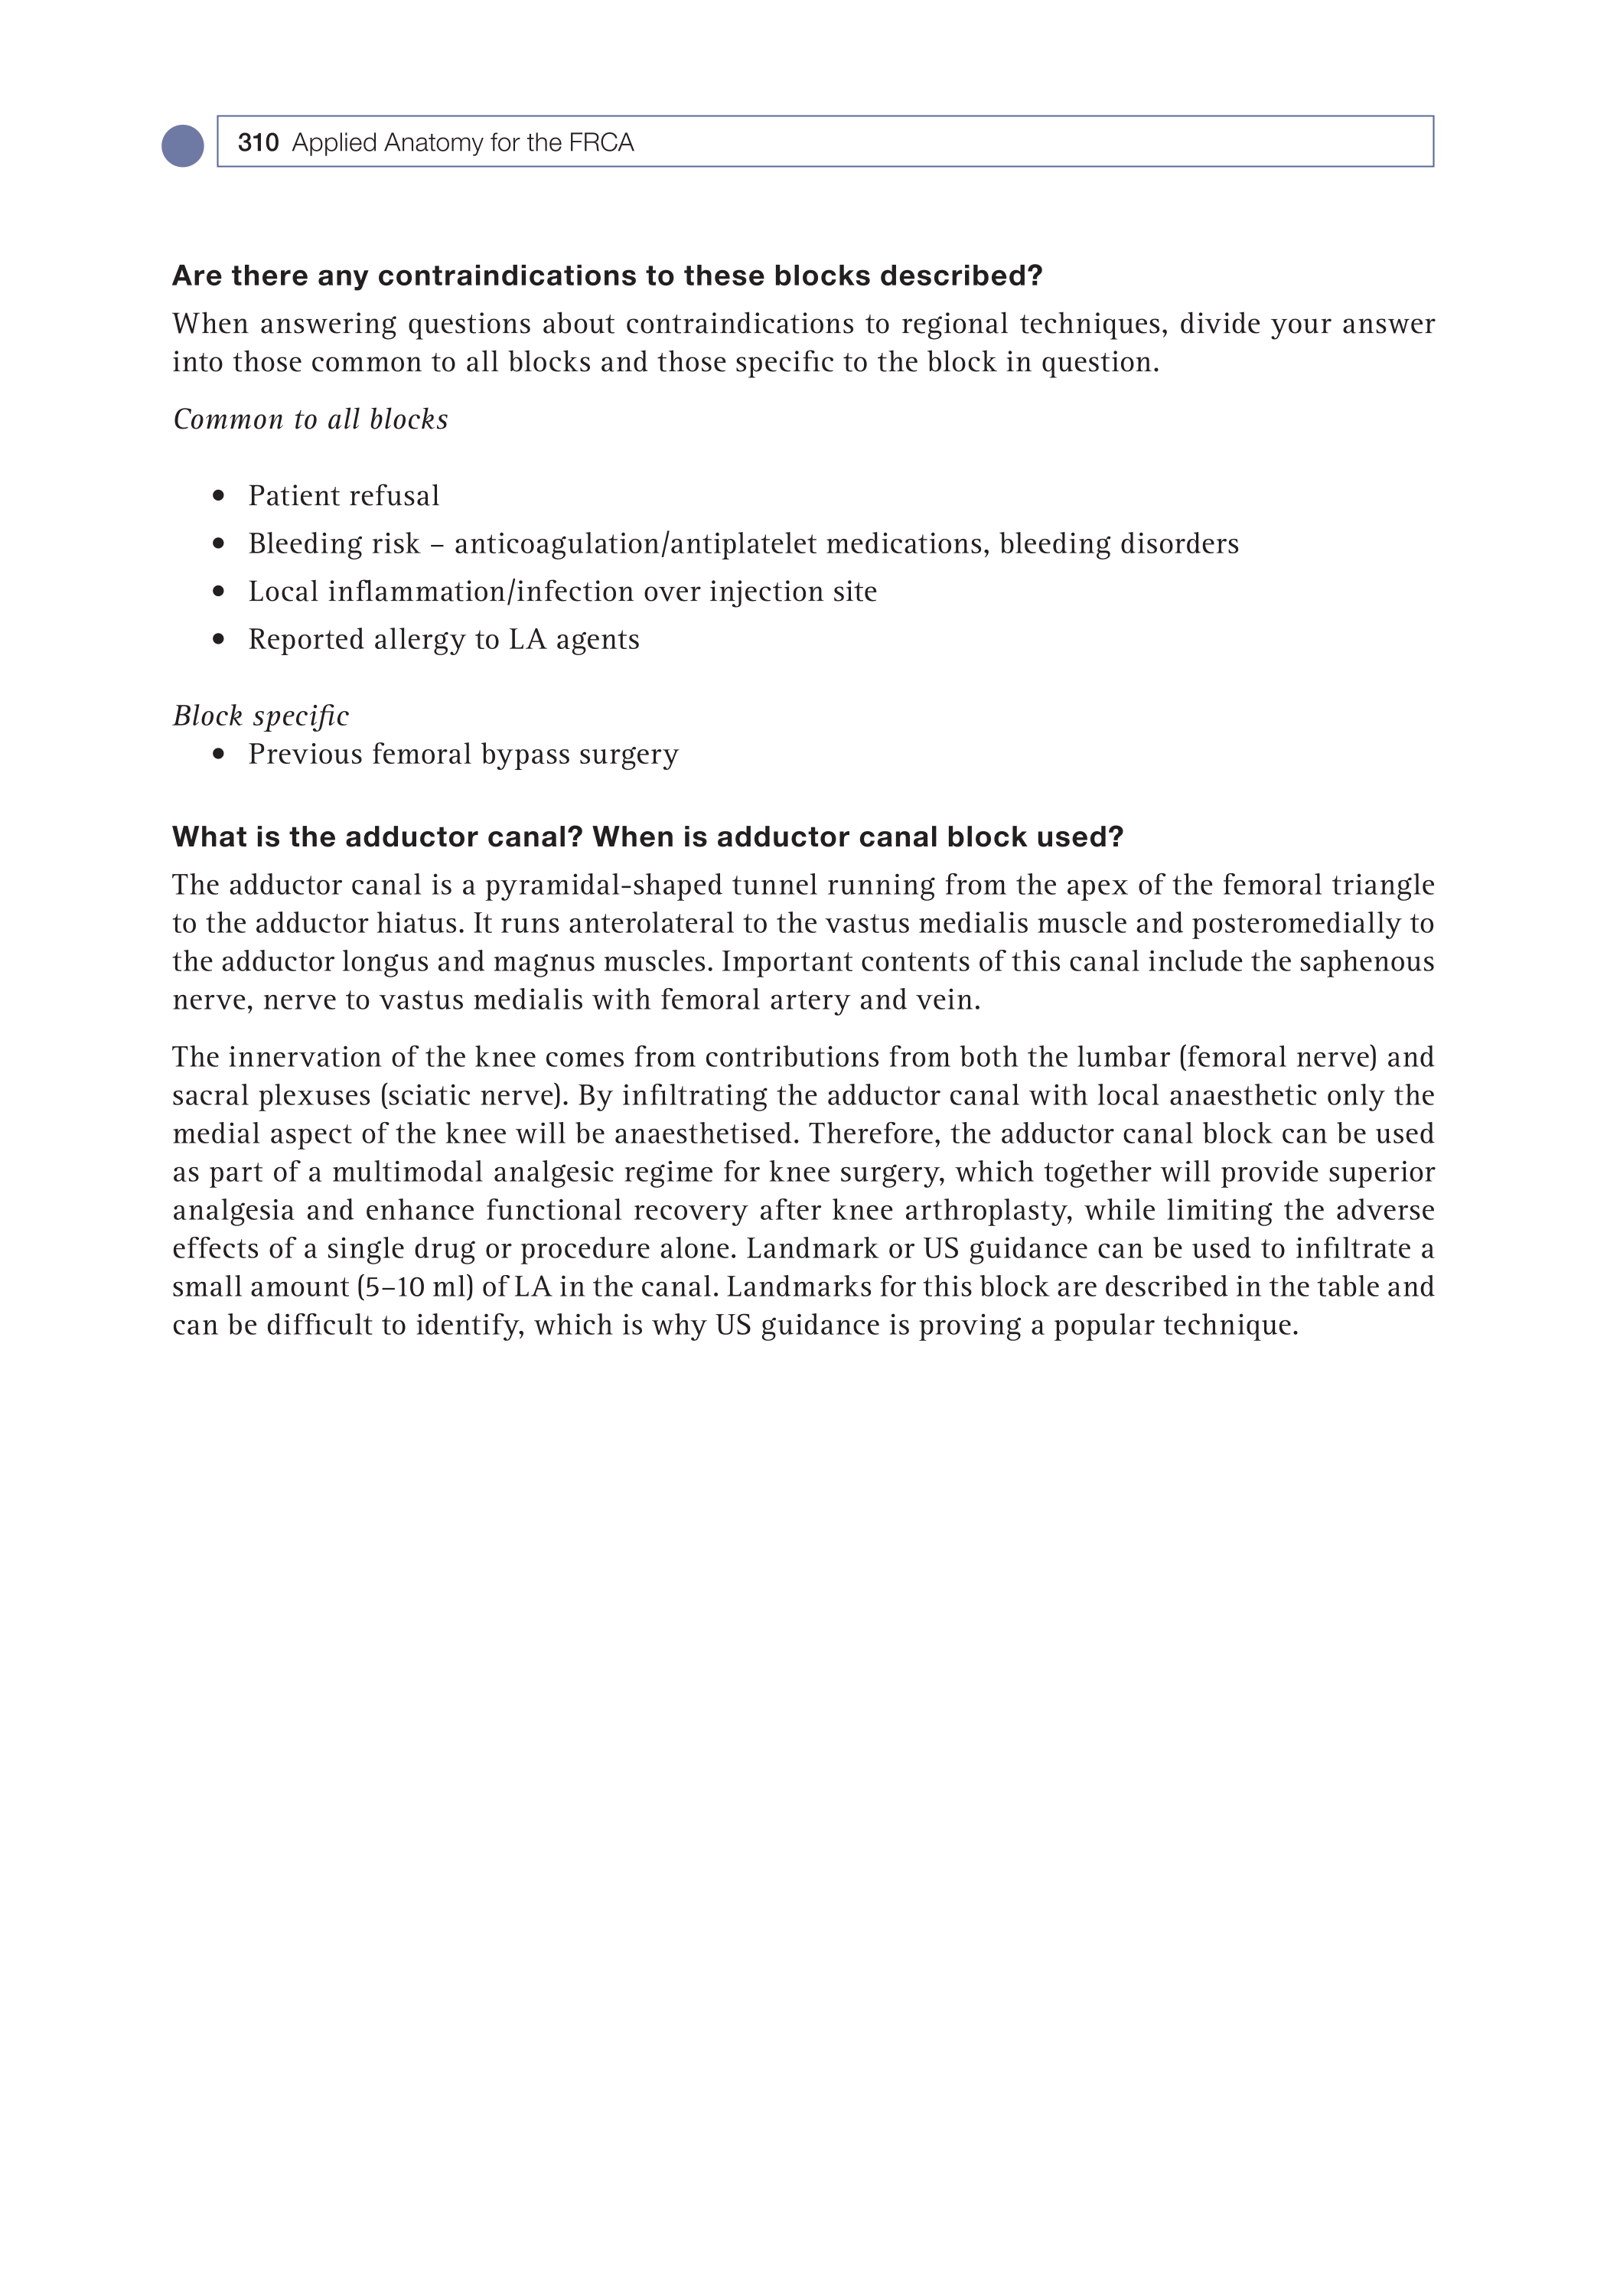 310 Applied Anatomy for the FRCA
Are there any contraindications to these blocks described?
When answering questions about contraindications to regional techniques, divide your answer
into those common to all blocks and those specific to the block in question.
Common to all blocks
• Patient refusal
• Bleeding risk – anticoagulation/antiplatelet medications, bleeding disorders
• Local inflammation/infection over injection site
• Reported allergy to LA agents
Block specific
• Previous femoral bypass surgery
What is the adductor canal? When is adductor canal block used?
The adductor canal is a pyramidal-shaped tunnel running from the apex of the femoral triangle
to the adductor hiatus. It runs anterolateral to the vastus medialis muscle and posteromedially to
the adductor longus and magnus muscles. Important contents of this canal include the saphenous
nerve, nerve to vastus medialis with femoral artery and vein.
The innervation of the knee comes from contributions from both the lumbar (femoral nerve) and
sacral plexuses (sciatic nerve). By infiltrating the adductor canal with local anaesthetic only the
medial aspect of the knee will be anaesthetised. Therefore, the adductor canal block can be used
as part of a multimodal analgesic regime for knee surgery, which together will provide superior
analgesia and enhance functional recovery after knee arthroplasty, while limiting the adverse
effects of a single drug or procedure alone. Landmark or US guidance can be used to infiltrate a
small amount (5–10 ml) of LA in the canal. Landmarks for this block are described in the table and
can be difficult to identify, which is why US guidance is proving a popular technique.